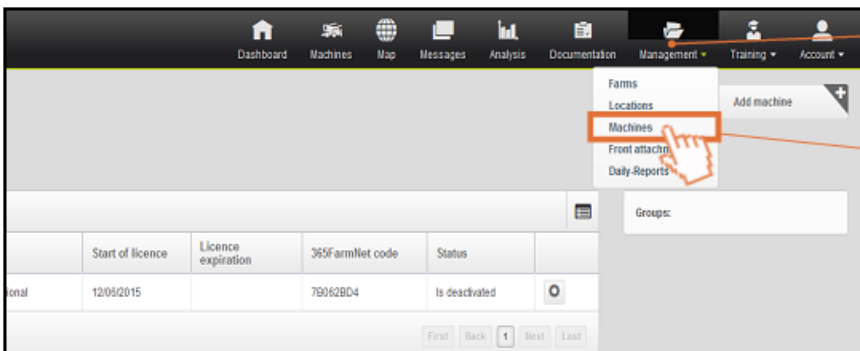 Dashboard Machines Map Messages Analysis Documentation Management Training Account
Farms
Locations
Machines
Front attachm
Daily-Reports
Add machine
Groups:
Start of licence Licence expiration 365FarmNet code Status
ional 12/06/2015 7B062BD4 Is deactivated
First Back 1 Next Last